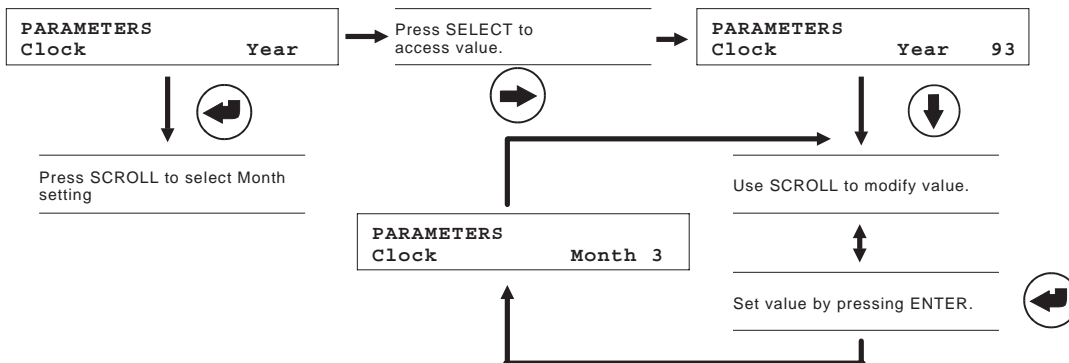 PARAMETERS
Clock Year
Press SELECT to
access value.
PARAMETERS
Clock Year 93
Press SCROLL to select Month
setting
Use SCROLL to modify value.
PARAMETERS
Clock Month 3
Set value by pressing ENTER.